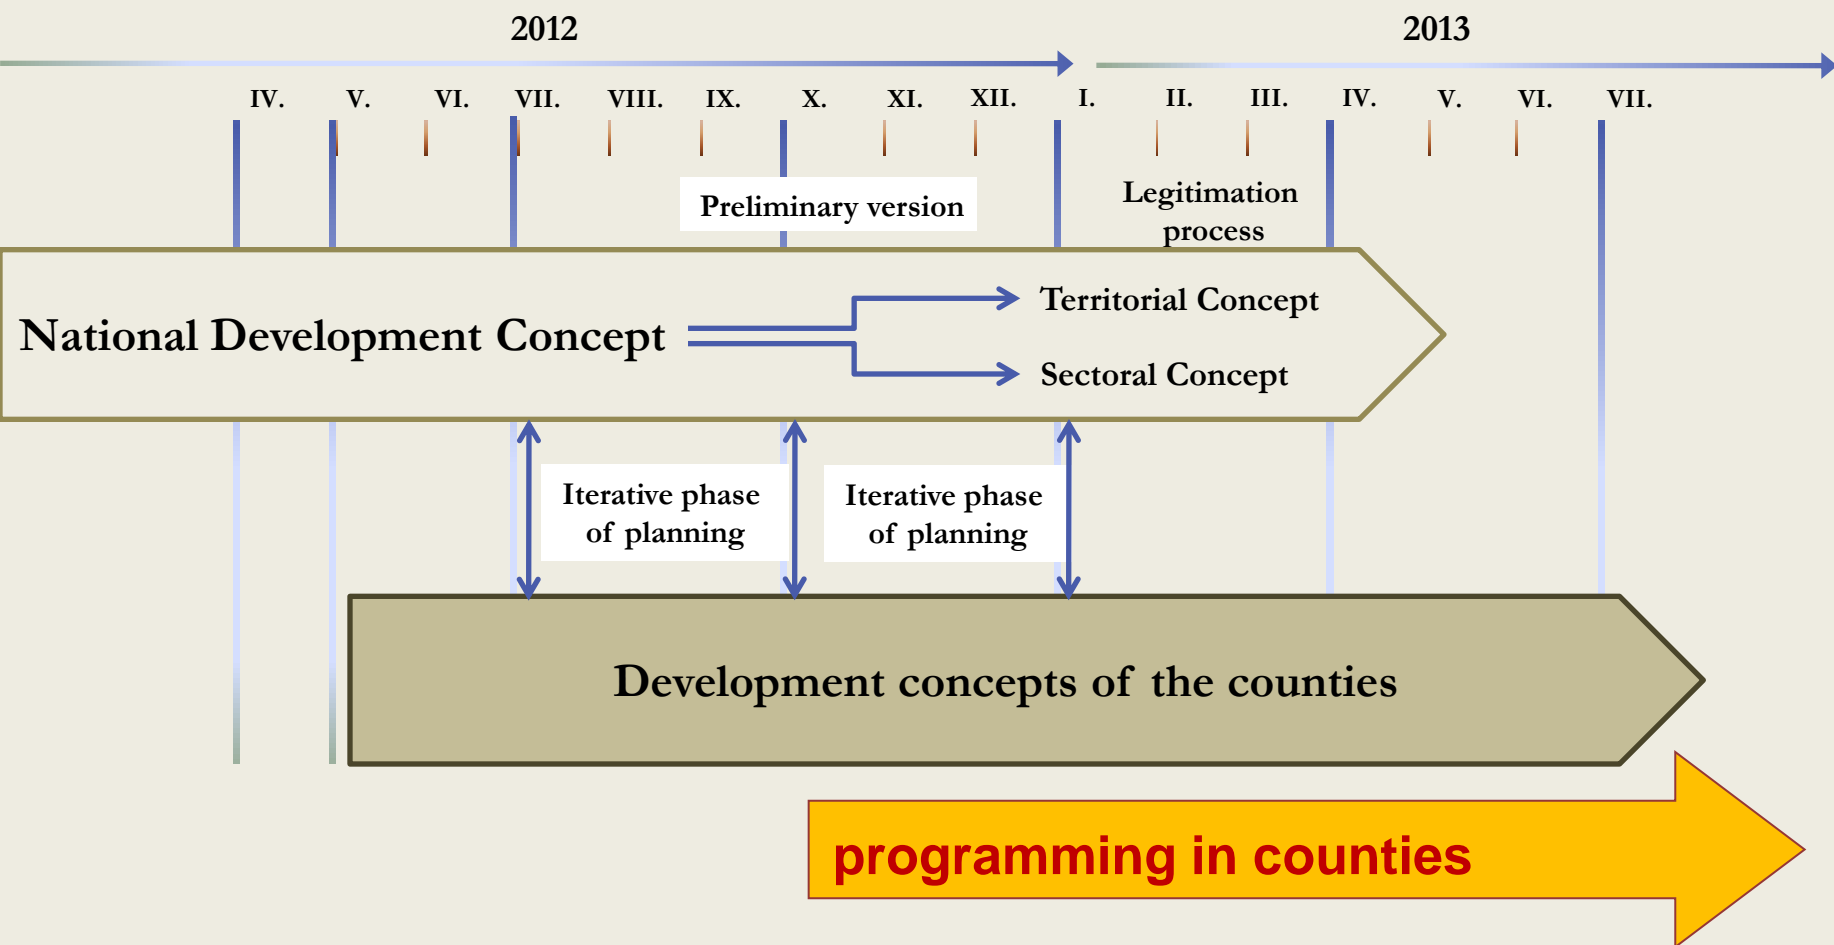 2012
2013
IV. V. VI. VII. VIII. IX. X. XI. XII. I. II. III. IV. V. VI. VII.
Preliminary version
Legitimation
process
National Development Concept
Territorial Concept
Sectoral Concept
Iterative phase
of planning
Iterative phase
of planning
Development concepts of the counties
programming in counties